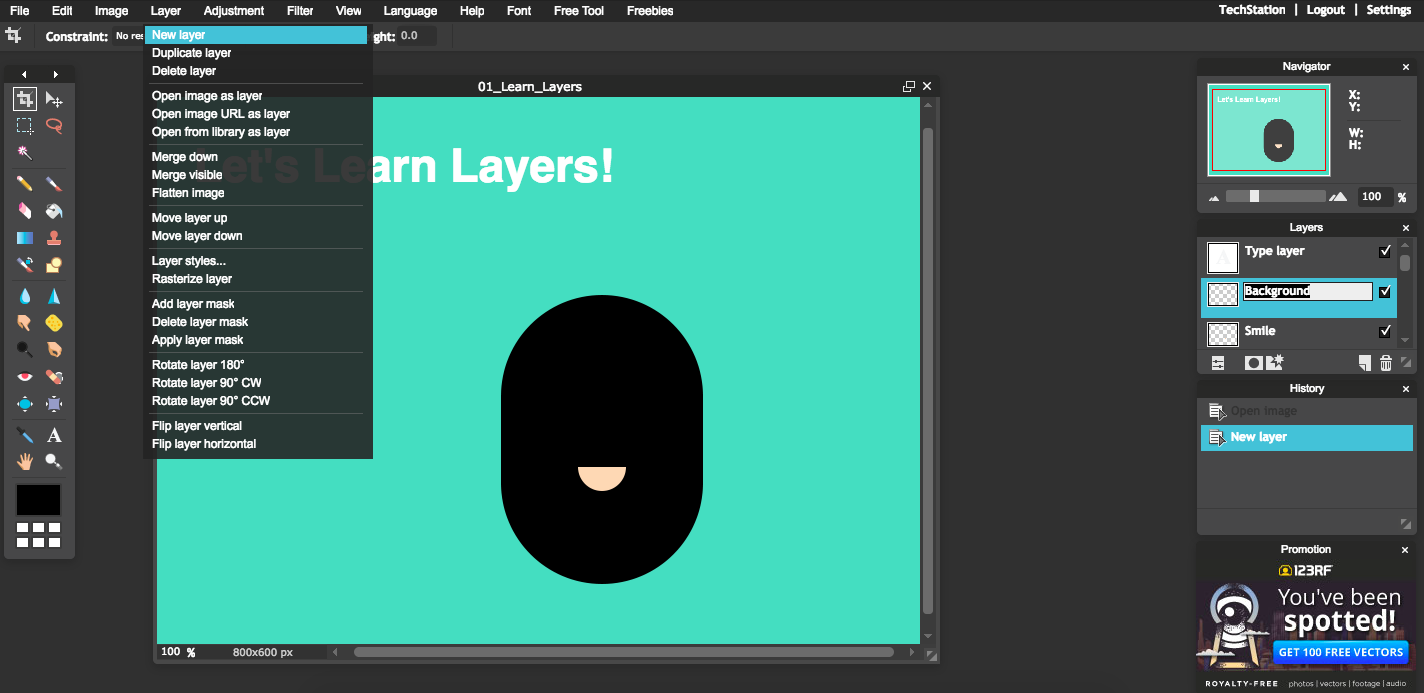 File Edit Image Layer Adjustment Filter View Language Help Font Free Tool Freebies TechStation | Logout | Settings
Constraint: No res ght: 0.0
New layer
Duplicate layer
Delete layer
Open image as layer
Open image URL as layer
Open from library as layer
Merge down
Merge visible
Flatten image
Move layer up
Move layer down
Layer styles...
Rasterize layer
Add layer mask
Delete layer mask
Apply layer mask
Rotate layer 180°
Rotate layer 90° CW
Rotate layer 90° CCW
Flip layer vertical
Flip layer horizontal
01_Learn_Layers
Let's Learn Layers!
100 % 800x600 px
Navigator
Let's Learn Layers!
X:
Y:
W:
H:
100 %
Layers
A
Type layer
Background
Smile
History
Open image
New layer
A
Promotion
123RF
You've been
spotted!
GET 100 FREE VECTORS
ROYALTY-FREE photos | vectors | footage | audio